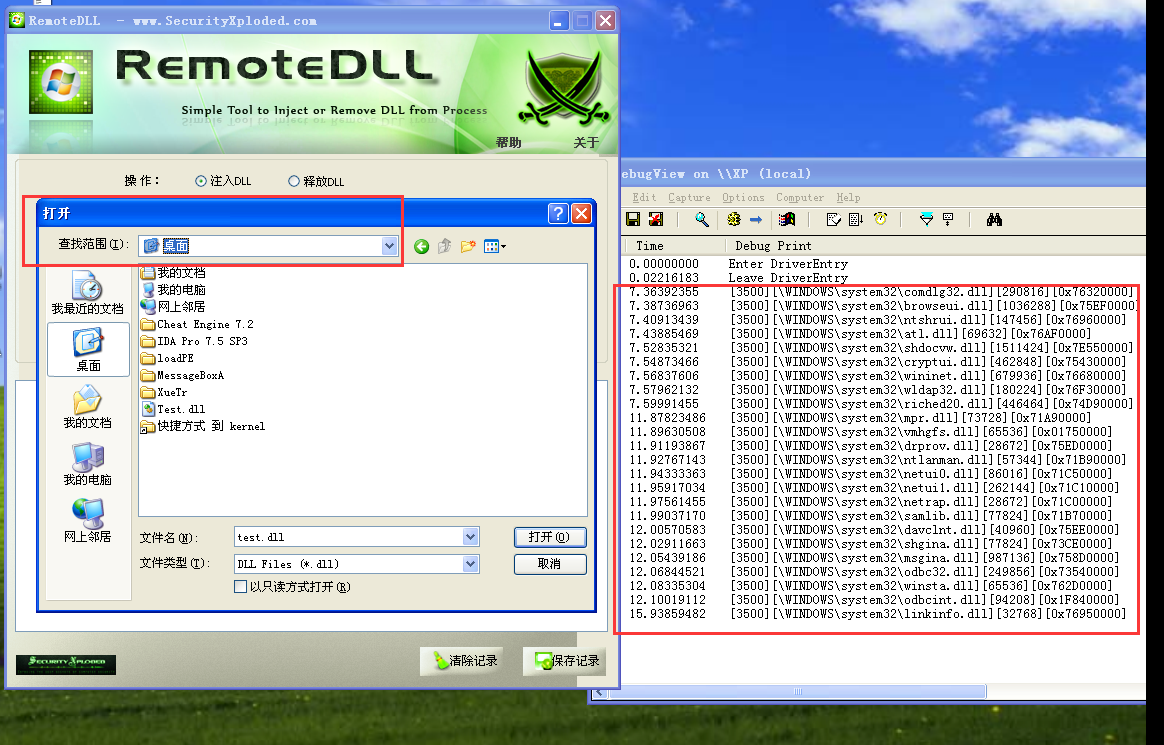 RemoteDLL - www.SecurityXploded.com
RemoteDLL
Simple Tool to Inject or Remove DLL from Process
帮助 关于
操 作： 注入DLL 释放DLL
打开
查找范围(I): 桌面
我最近的文档
桌面
我的文档
我的电脑
网上邻居
我的文档
我的电脑
网上邻居
Cheat Engine 7.2
IDA Pro 7.5 SP3
loadPE
MessageBoxA
XueTr
Test.dll
快捷方式 到 kernel
文件名(N): test.dll 打开(O)
文件类型(T): DLL Files (*.dll) 取消
以只读方式打开(R)
SecurityXploded
清除记录 保存记录
ebugView on \\XP (local)
Edit Capture Options Computer Help
Time Debug Print
0.00000000 Enter DriverEntry
0.02216183 Leave DriverEntry
7.36392355 [3500][\WINDOWS\system32\comdlg32.dll][290816][0x76320000]
7.38736963 [3500][\WINDOWS\system32\browseui.dll][1036288][0x75EF0000]
7.40913439 [3500][\WINDOWS\system32\ntshrui.dll][147456][0x76960000]
7.43885469 [3500][\WINDOWS\system32\atl.dll][69632][0x76AF0000]
7.52835321 [3500][\WINDOWS\system32\shdocvw.dll][1511424][0x7E550000]
7.54873466 [3500][\WINDOWS\system32\cryptui.dll][462848][0x75430000]
7.56837606 [3500][\WINDOWS\system32\wininet.dll][679936][0x76680000]
7.57962132 [3500][\WINDOWS\system32\wldap32.dll][180224][0x76F30000]
7.59991455 [3500][\WINDOWS\system32\riched20.dll][446464][0x74D90000]
11.87823486 [3500][\WINDOWS\system32\mpr.dll][73728][0x71A90000]
11.89630508 [3500][\WINDOWS\system32\vmhgfs.dll][65536][0x01750000]
11.91193867 [3500][\WINDOWS\system32\drprov.dll][28672][0x75ED0000]
11.92767143 [3500][\WINDOWS\system32\ntlanman.dll][57344][0x71B90000]
11.94333363 [3500][\WINDOWS\system32\netui0.dll][86016][0x71C50000]
11.95917034 [3500][\WINDOWS\system32\netui1.dll][262144][0x71C10000]
11.97561455 [3500][\WINDOWS\system32\netrap.dll][28672][0x71C00000]
11.99037170 [3500][\WINDOWS\system32\samlib.dll][77824][0x71B70000]
12.00570583 [3500][\WINDOWS\system32\davclnt.dll][40960][0x75EE0000]
12.02911663 [3500][\WINDOWS\system32\shgina.dll][77824][0x73CE0000]
12.05439186 [3500][\WINDOWS\system32\msgina.dll][987136][0x758D0000]
12.06844521 [3500][\WINDOWS\system32\odbc32.dll][249856][0x73540000]
12.08335304 [3500][\WINDOWS\system32\winsta.dll][65536][0x762D0000]
12.10019112 [3500][\WINDOWS\system32\odbcint.dll][94208][0x1F840000]
15.93859482 [3500][\WINDOWS\system32\linkinfo.dll][32768][0x76950000]